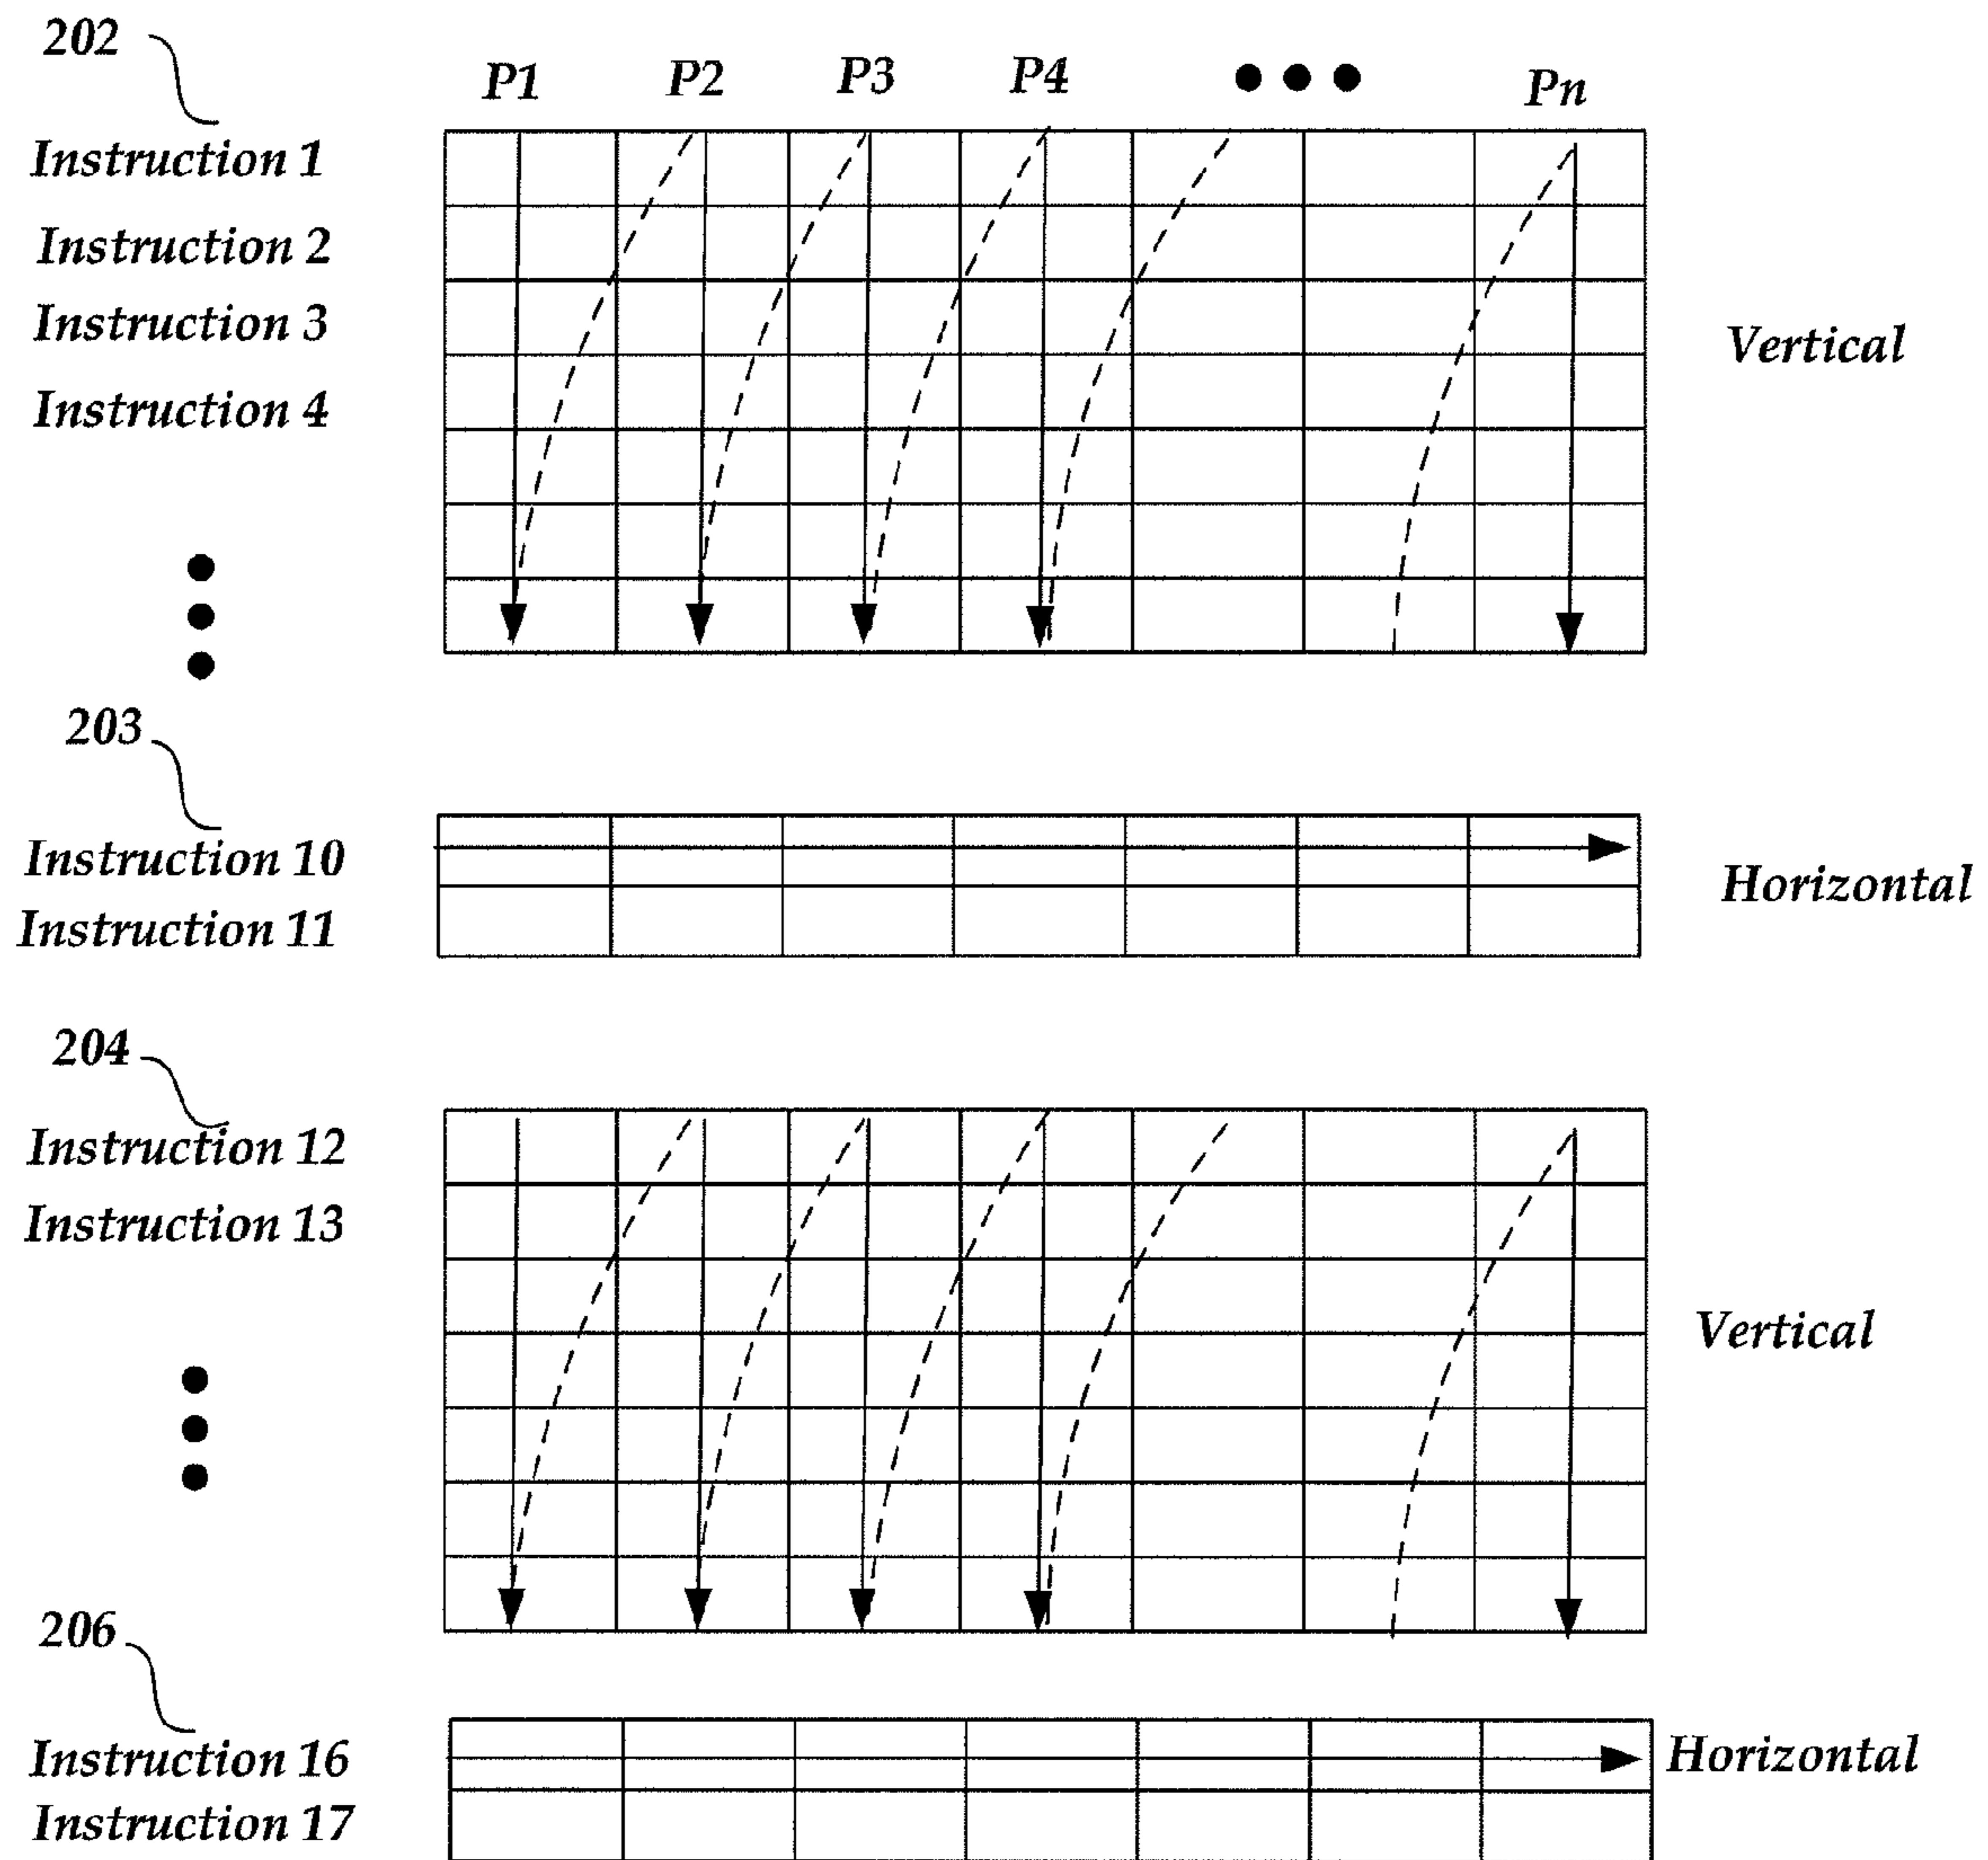 202
P1 P2 P3 P4 ● ● ● Pn
Instruction 1
Instruction 2
Instruction 3
Vertical
Instruction 4
203
Instruction 10
Horizontal
Instruction 11
204
Instruction 12
Instruction 13
Vertical
206
Instruction 16
Horizontal
Instruction 17